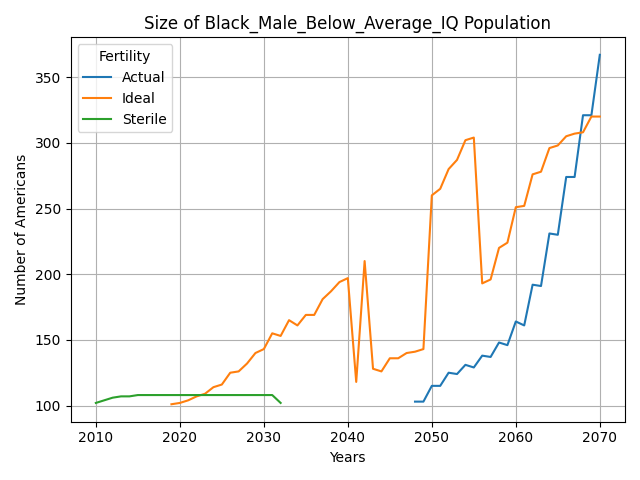 Size of Black_Male_Below_Average_IQ Population
Fertility
Actual
Ideal
Sterile
Number of Americans
350
300
250
200
150
100
2010 2020 2030 2040 2050 2060 2070
Years